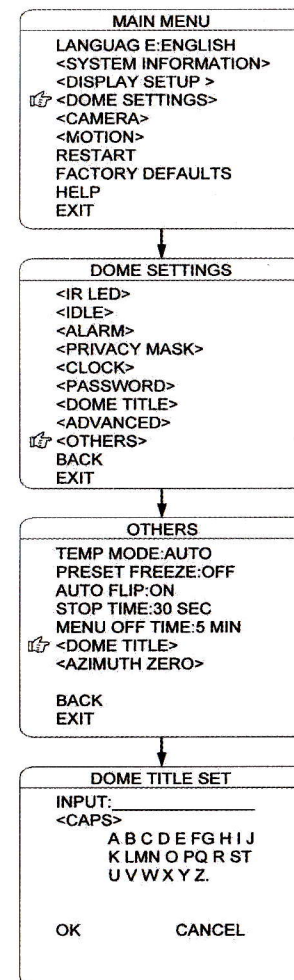 MAIN MENU
LANGUAG E:ENGLISH
<SYSTEM INFORMATION>
<DISPLAY SETUP >
<DOME SETTINGS>
<CAMERA>
<MOTION>
RESTART
FACTORY DEFAULTS
HELP
EXIT
DOME SETTINGS
<IR LED>
<IDLE>
<ALARM>
<PRIVACY MASK>
<CLOCK>
<PASSWORD>
<DOME TITLE>
<ADVANCED>
<OTHERS>
BACK
EXIT
OTHERS
TEMP MODE:AUTO
PRESET FREEZE:OFF
AUTO FLIP:ON
STOP TIME:30 SEC
MENU OFF TIME:5 MIN
<DOME TITLE>
<AZIMUTH ZERO>
BACK
EXIT
DOME TITLE SET
INPUT:_______________
<CAPS>
A B C D E FG H I J
K LMN O PQ R ST
U V W X Y Z.
OK CANCEL